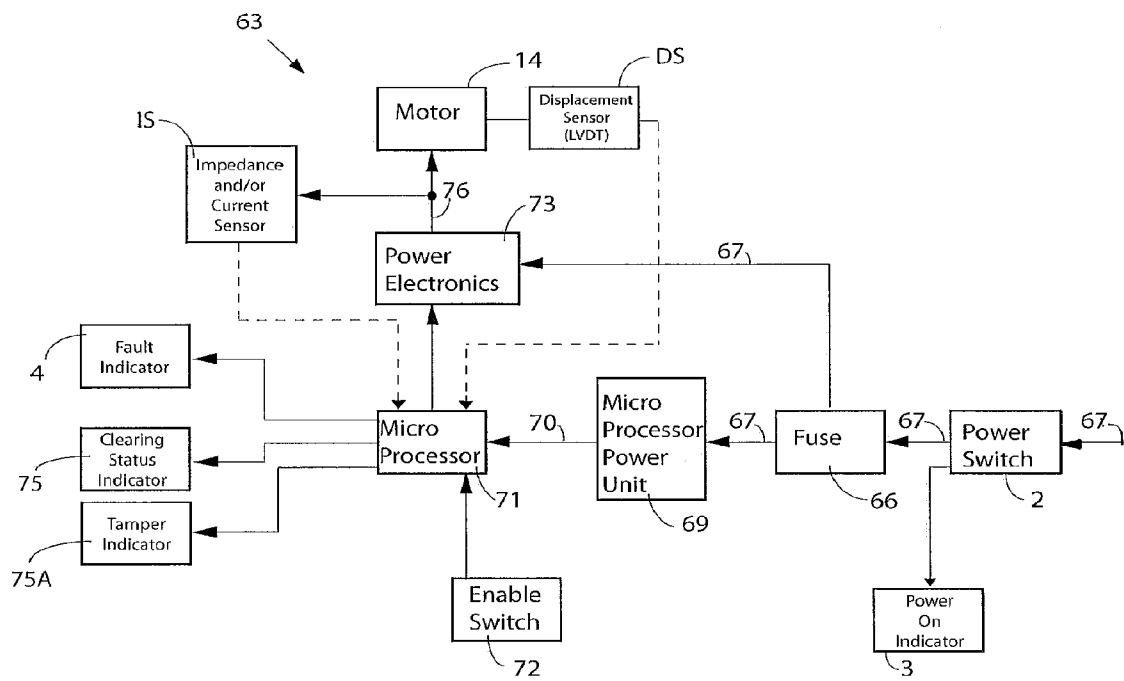 63
14
DS
IS
Motor
Displacement
Sensor
(LVDT)
Impedance
and/or
Current
Sensor
76
73
Power
Electronics
67
4
Fault
Indicator
Clearing
Status
Indicator
75
Tamper
Indicator
75A
Micro
Processor
71
70
Micro
Processor
Power
Unit
69
67
Fuse
66
67
Power
Switch
2
67
Enable
Switch
72
Power
On
Indicator
3